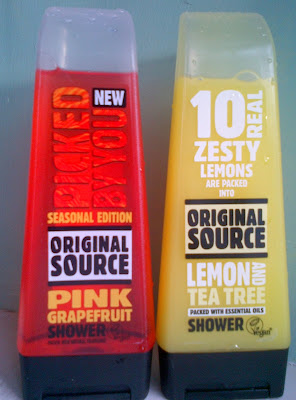 NEW
PICKED
BY YOU
SEASONAL EDITION
ORIGINAL
SOURCE
PINK
GRAPEFRUIT
SHOWER
10 REAL
ZESTY
LEMONS
ARE PACKED
INTO
ORIGINAL
SOURCE
LEMON AND
TEA TREE
PACKED WITH ESSENTIAL OILS
SHOWER
Vegan